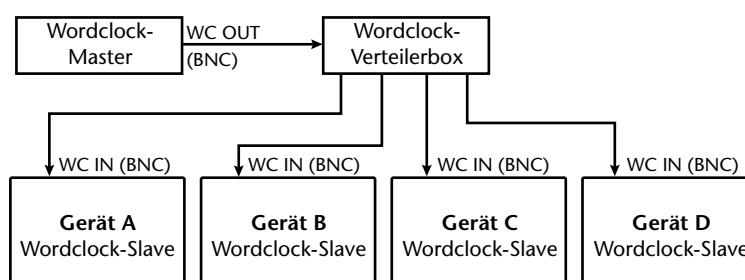 Wordclock-
Master
WC OUT
(BNC)
Wordclock-
Verteilerbox
WC IN (BNC)
WC IN (BNC)
WC IN (BNC)
WC IN (BNC)
Gerät A
Wordclock-Slave
Gerät B
Wordclock-Slave
Gerät C
Wordclock-Slave
Gerät D
Wordclock-Slave